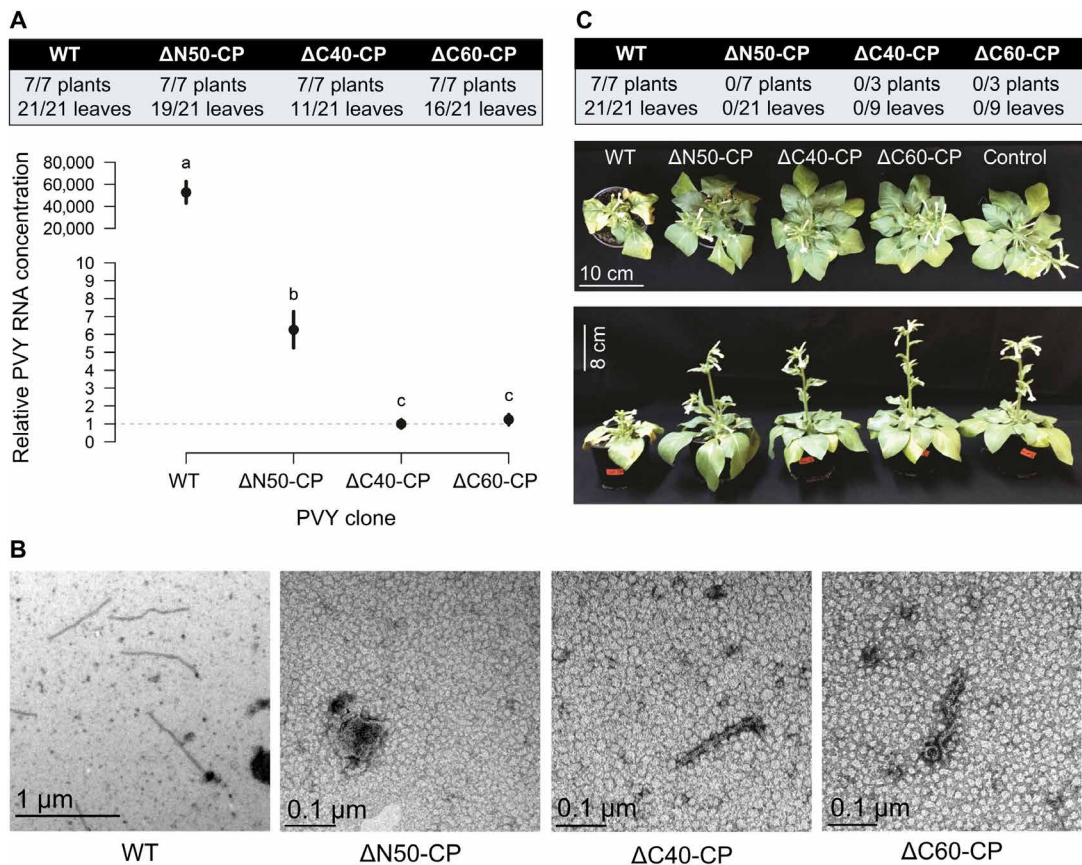 A
WT ΔN50-CP ΔC40-CP ΔC60-CP
7/7 plants 7/7 plants 7/7 plants 7/7 plants
21/21 leaves 19/21 leaves 11/21 leaves 16/21 leaves
Relative PVY RNA concentration
80,000
60,000
40,000
20,000
10
9
8
7
6
5
4
3
2
1
0
a
b
c
c
WT ΔN50-CP ΔC40-CP ΔC60-CP
PVY clone
C
WT ΔN50-CP ΔC40-CP ΔC60-CP
7/7 plants 0/7 plants 0/3 plants 0/3 plants
21/21 leaves 0/21 leaves 0/9 leaves 0/9 leaves
WT ΔN50-CP ΔC40-CP ΔC60-CP Control
10 cm
8 cm
B
1 µm
0.1 µm
0.1 µm
0.1 µm
WT ΔN50-CP ΔC40-CP ΔC60-CP